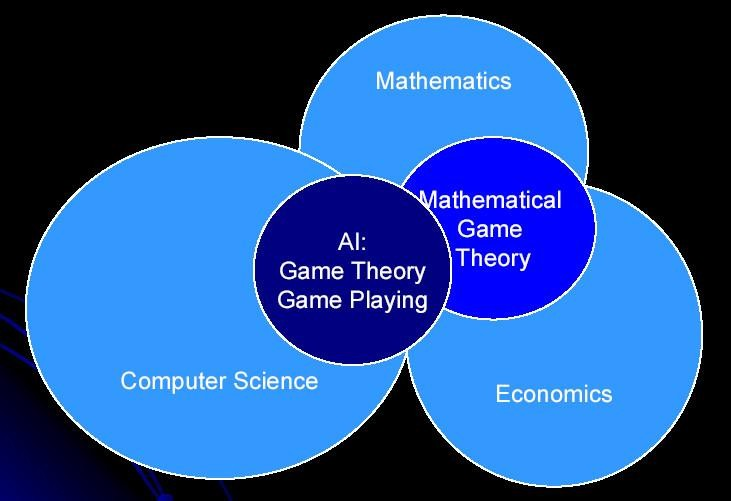 Mathematics
Mathematical
Game
Theory
AI:
Game Theory
Game Playing
Computer Science
Economics